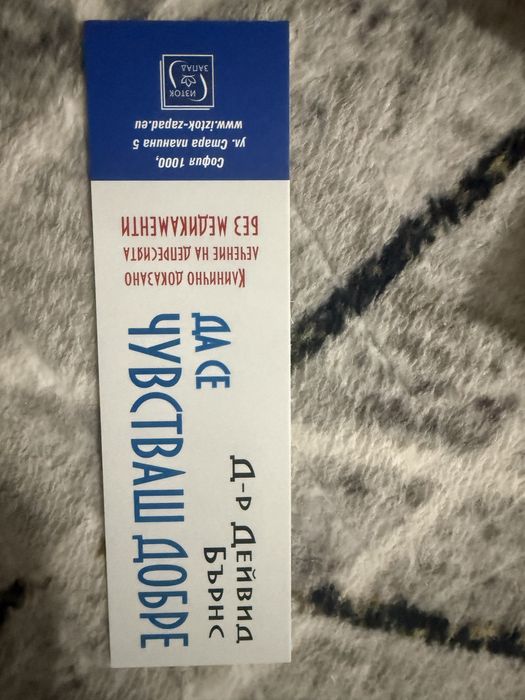 Д-р Дейвид
Бърнс
ДА СЕ
ЧУВСТВАШ ДОБРЕ
Клинично доказано
лечение на депресията
БЕЗ МЕДИКАМЕНТИ
София 1000,
ул. Стара планина 5
www.iztok-zapad.eu
ИЗТОК
ЗАПАД